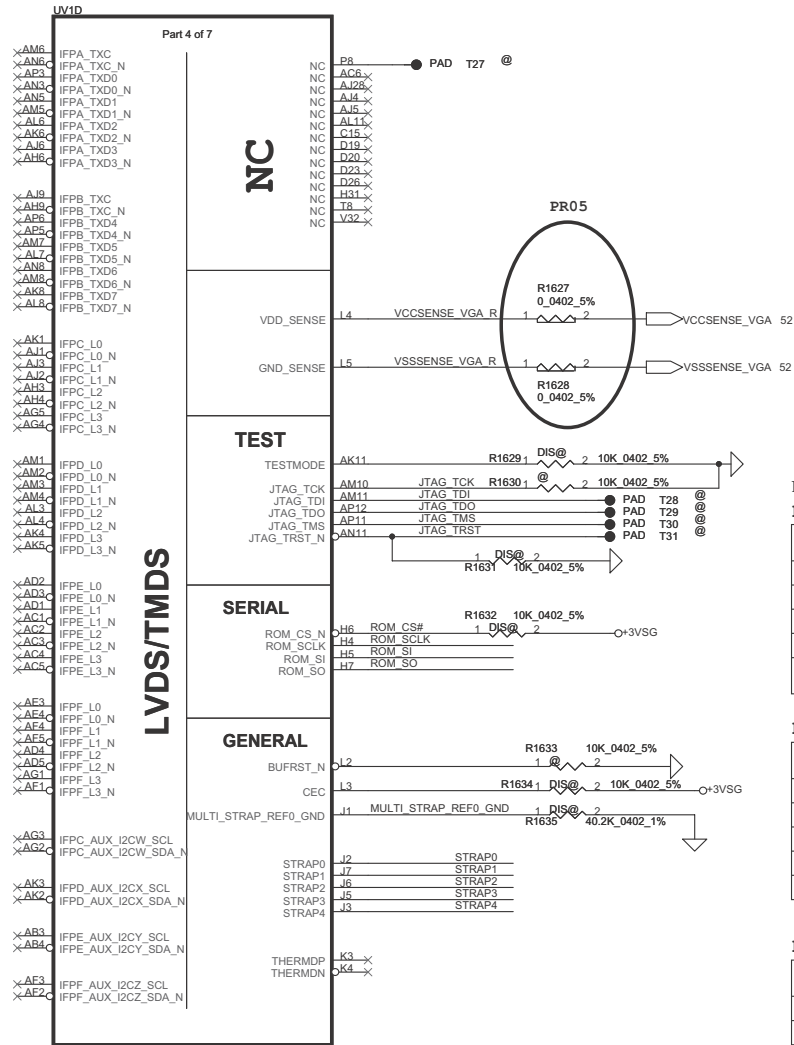 UV1D
Part 4 of 7
AM6 IFPA_TXC
AN6 IFPA_TXC_N
AP3 IFPA_TXD0
AN3 IFPA_TXD0_N
AN5 IFPA_TXD1
AM5 IFPA_TXD1_N
AL6 IFPA_TXD2
AK6 IFPA_TXD2_N
AJ6 IFPA_TXD3
AH6 IFPA_TXD3_N
AJ9 IFPB_TXC
AH9 IFPB_TXC_N
AP6 IFPB_TXD4
AP5 IFPB_TXD4_N
AM7 IFPB_TXD5
AL7 IFPB_TXD5_N
AN8 IFPB_TXD6
AM8 IFPB_TXD6_N
AK8 IFPB_TXD7
AL8 IFPB_TXD7_N
AK1 IFPC_L0
AJ1 IFPC_L0_N
AJ3 IFPC_L1
AJ2 IFPC_L1_N
AH3 IFPC_L2
AH4 IFPC_L2_N
AG5 IFPC_L3
AG4 IFPC_L3_N
AM1 IFPD_L0
AM2 IFPD_L0_N
AM3 IFPD_L1
AM4 IFPD_L1_N
AL3 IFPD_L2
AL4 IFPD_L2_N
AK4 IFPD_L3
AK5 IFPD_L3_N
AD2 IFPE_L0
AD3 IFPE_L0_N
AD1 IFPE_L1
AC1 IFPE_L1_N
AC2 IFPE_L2
AC3 IFPE_L2_N
AC4 IFPE_L3
AC5 IFPE_L3_N
AE3 IFPF_L0
AE4 IFPF_L0_N
AF4 IFPF_L1
AF5 IFPF_L1_N
AD4 IFPF_L2
AD5 IFPF_L2_N
AG1 IFPF_L3
AF1 IFPF_L3_N
AG3 IFPC_AUX_I2CW_SCL
AG2 IFPC_AUX_I2CW_SDA_N
AK3 IFPD_AUX_I2CX_SCL
AK2 IFPD_AUX_I2CX_SDA_N
AB3 IFPE_AUX_I2CY_SCL
AB4 IFPE_AUX_I2CY_SDA_N
AF3 IFPF_AUX_I2CZ_SCL
AF2 IFPF_AUX_I2CZ_SDA_N
LVDS/TMDS
NC
NC P8 PAD T27 @
NC AC6
NC AJ28
NC AJ4
NC AJ5
NC AL11
NC C15
NC D19
NC D20
NC D23
NC D26
NC H31
NC T8
NC V32
PR05
R1627
0_0402_5%
VDD_SENSE L4 VCCSENSE_VGA_R 1 2 VCCSENSE_VGA 52
GND_SENSE L5 VSSSENSE_VGA_R 1 2 VSSSENSE_VGA 52
R1628
0_0402_5%
TEST
TESTMODE AK11 R1629 1 DIS@ 2 10K_0402_5%
JTAG_TCK AM10 JTAG_TCK R1630 1 @ 2 10K_0402_5%
JTAG_TDI AM11 JTAG_TDI PAD T28 @
JTAG_TDO AP12 JTAG_TDO PAD T29 @
JTAG_TMS AP11 JTAG_TMS PAD T30 @
JTAG_TRST_N AN11 JTAG_TRST PAD T31 @
1 DIS@ 2
R1631 10K_0402_5%
SERIAL
R1632 10K_0402_5%
ROM_CS_N H6 ROM_CS# 1 DIS@ 2 +3VSG
ROM_SCLK H4 ROM_SCLK
ROM_SI H5 ROM_SI
ROM_SO H7 ROM_SO
GENERAL
R1633 10K_0402_5%
BUFRST_N L2 1 @ 2
CEC L3 R1634 1 DIS@ 2 10K_0402_5% +3VSG
MULTI_STRAP_REF0_GND J1 MULTI_STRAP_REF0_GND 1 DIS@ 2
R1635 40.2K_0402_1%
STRAP0 J2 STRAP0
STRAP1 J7 STRAP1
STRAP2 J6 STRAP2
STRAP3 J5 STRAP3
STRAP4 J3 STRAP4
THERMDP K3
THERMDN K4